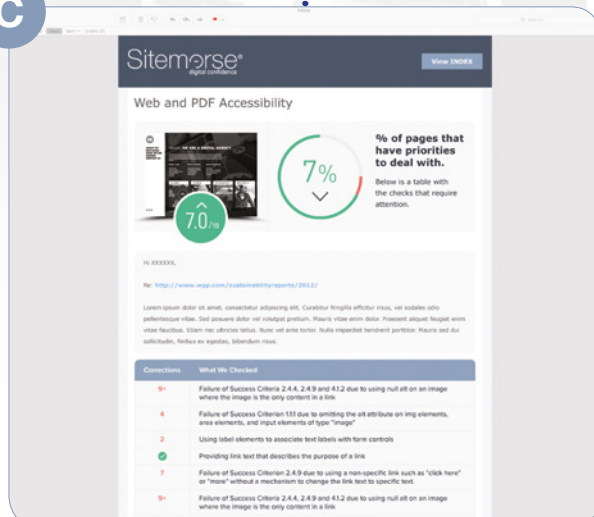 C
Sitemorse®
digital confidence
View INDEX
Web and PDF Accessibility
7.0/10
7%
% of pages that
have priorities
to deal with.
Below is a table with
the checks that require
attention.
Hi XXXXXX,
Re: http://www.wpp.com/sustainabilityreports/2012/
Lorem ipsum dolor sit amet, consectetur adipiscing elit. Curabitur fringilla efficitur risus, vel sodales odio
pellentesque vitae. Sed posuere dolor vel volutpat pretium. Mauris vitae enim dolor. Praesent aliquet feugiat enim
vitae faucibus. Etiam nec ultricies tellus. Nunc vel ante tortor. Nulla imperdiet hendrerit porttitor. Mauris sed dui
sollicitudin, finibus ex egestas, bibendum risus.
Corrections What We Checked
9+ Failure of Success Criteria 2.4.4, 2.4.9 and 4.1.2 due to using null alt on an image
where the image is the only content in a link
4 Failure of Success Criterion 1.1.1 due to omitting the alt attribute on img elements,
area elements, and input elements of type "image"
2 Using label elements to associate text labels with form controls
Providing link text that describes the purpose of a link
7 Failure of Success Criterion 2.4.9 due to using a non-specific link such as "click here"
or "more" without a mechanism to change the link text to specific text.
9+ Failure of Success Criteria 2.4.4, 2.4.9 and 4.1.2 due to using null alt on an image
where the image is the only content in a link